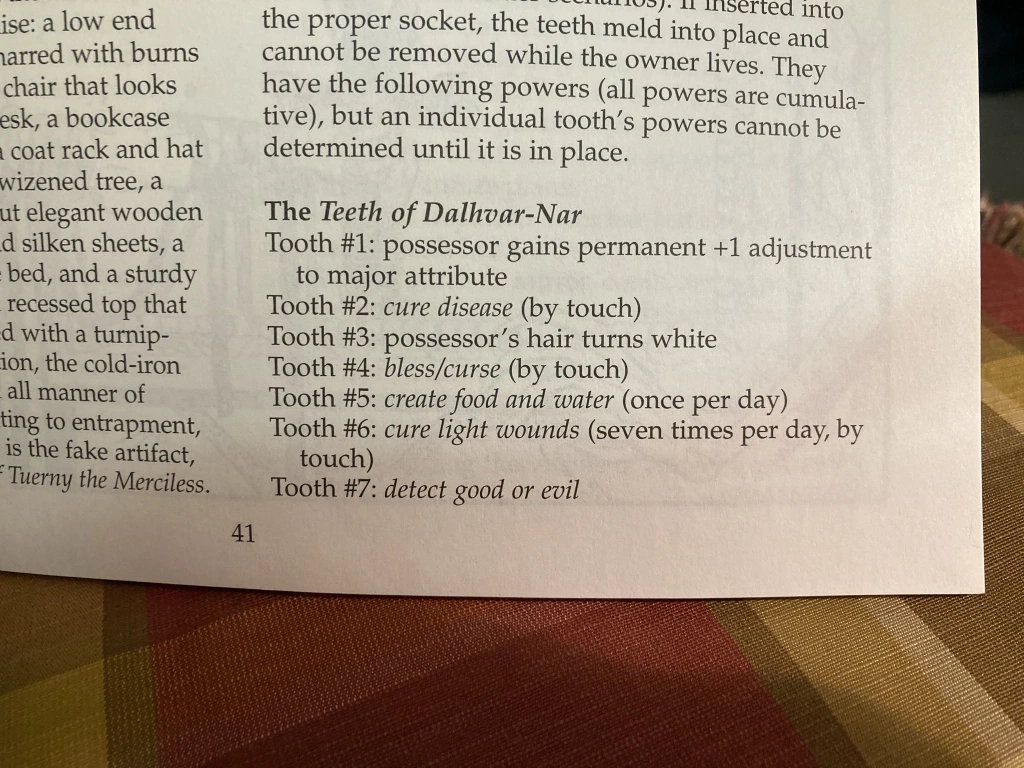 ise: a low end
narred with burns
chair that looks
esk, a bookcase
a coat rack and hat
wizened tree, a
ut elegant wooden
d silken sheets, a
bed, and a sturdy
recessed top that
d with a turnip-
ion, the cold-iron
all manner of
ting to entrapment,
is the fake artifact,
f Tuerny the Merciless.
scenarios). If inserted into
the proper socket, the teeth meld into place and
cannot be removed while the owner lives. They
have the following powers (all powers are cumula-
tive), but an individual tooth's powers cannot be
determined until it is in place.
The Teeth of Dalhvar-Nar
Tooth #1: possessor gains permanent +1 adjustment
to major attribute
Tooth #2: cure disease (by touch)
Tooth #3: possessor's hair turns white
Tooth #4: bless/curse (by touch)
Tooth #5: create food and water (once per day)
Tooth #6: cure light wounds (seven times per day, by
touch)
Tooth #7: detect good or evil
41